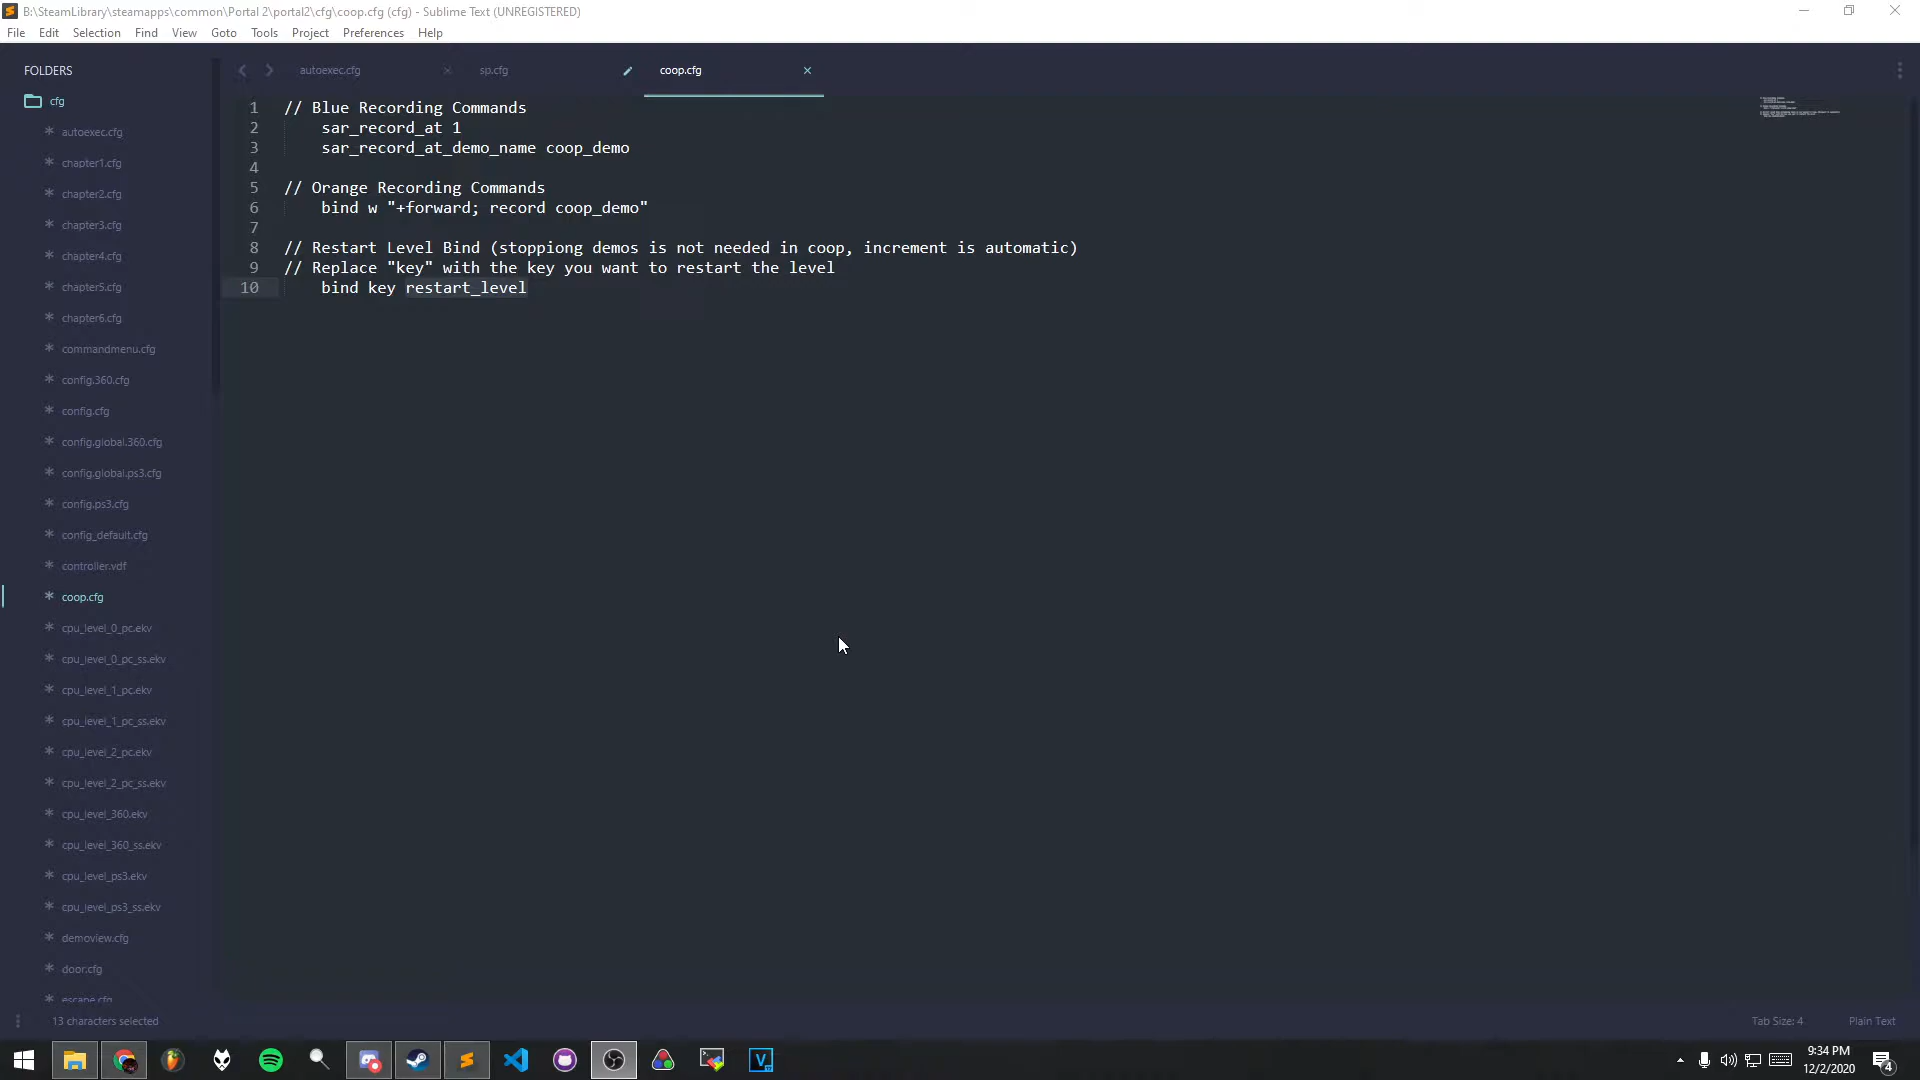 B:\SteamLibrary\steamapps\common\Portal 2\portal2\cfg\coop.cfg (cfg) - Sublime Text (UNREGISTERED)
File Edit Selection Find View Goto Tools Project Preferences Help
FOLDERS
cfg
autoexec.cfg
chapter1.cfg
chapter2.cfg
chapter3.cfg
chapter4.cfg
chapter5.cfg
chapter6.cfg
commandmenu.cfg
config.360.cfg
config.cfg
config.global.360.cfg
config.global.ps3.cfg
config.ps3.cfg
config_default.cfg
controller.vdf
coop.cfg
cpu_level_0_pc.ekv
cpu_level_0_pc_ss.ekv
cpu_level_1_pc.ekv
cpu_level_1_pc_ss.ekv
cpu_level_2_pc.ekv
cpu_level_2_pc_ss.ekv
cpu_level_360.ekv
cpu_level_360_ss.ekv
cpu_level_ps3.ekv
cpu_level_ps3_ss.ekv
demoview.cfg
door.cfg
escape.cfg
autoexec.cfg sp.cfg coop.cfg
1 // Blue Recording Commands
2 sar_record_at 1
3 sar_record_at_demo_name coop_demo
4
5 // Orange Recording Commands
6 bind w "+forward; record coop_demo"
7
8 // Restart Level Bind (stoppiong demos is not needed in coop, increment is automatic)
9 // Replace "key" with the key you want to restart the level
10 bind key restart_level
13 characters selected
Tab Size: 4 Plain Text
9:34 PM
12/2/2020
4